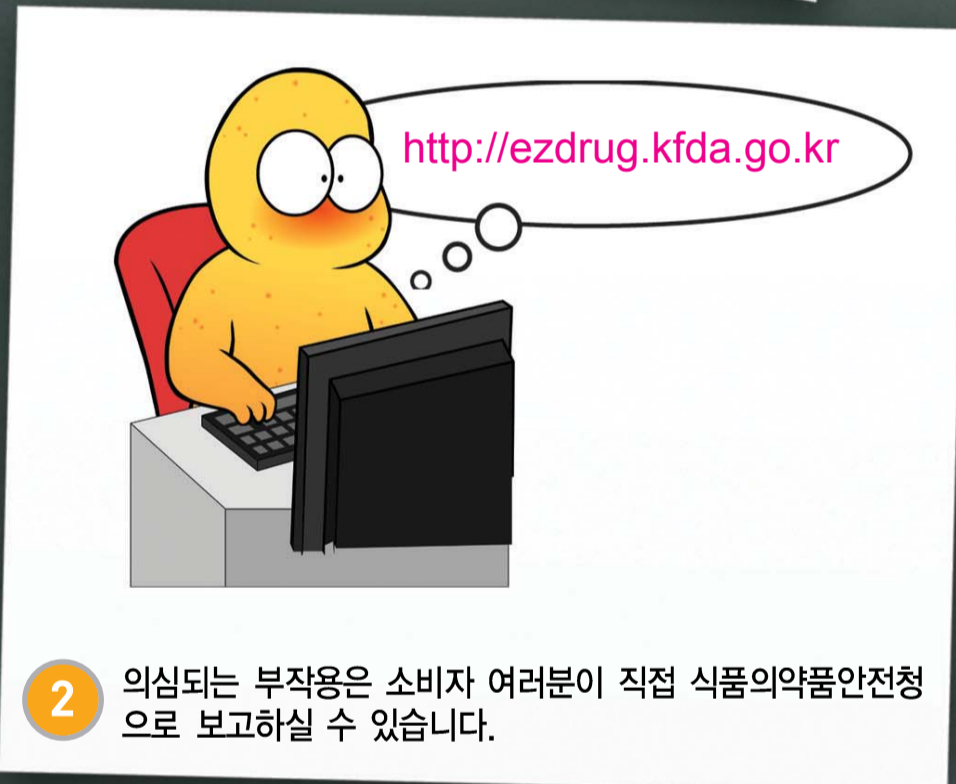 http://ezdrug.kfda.go.kr
2 의심되는 부작용은 소비자 여러분이 직접 식품의약품안전청
으로 보고하실 수 있습니다.